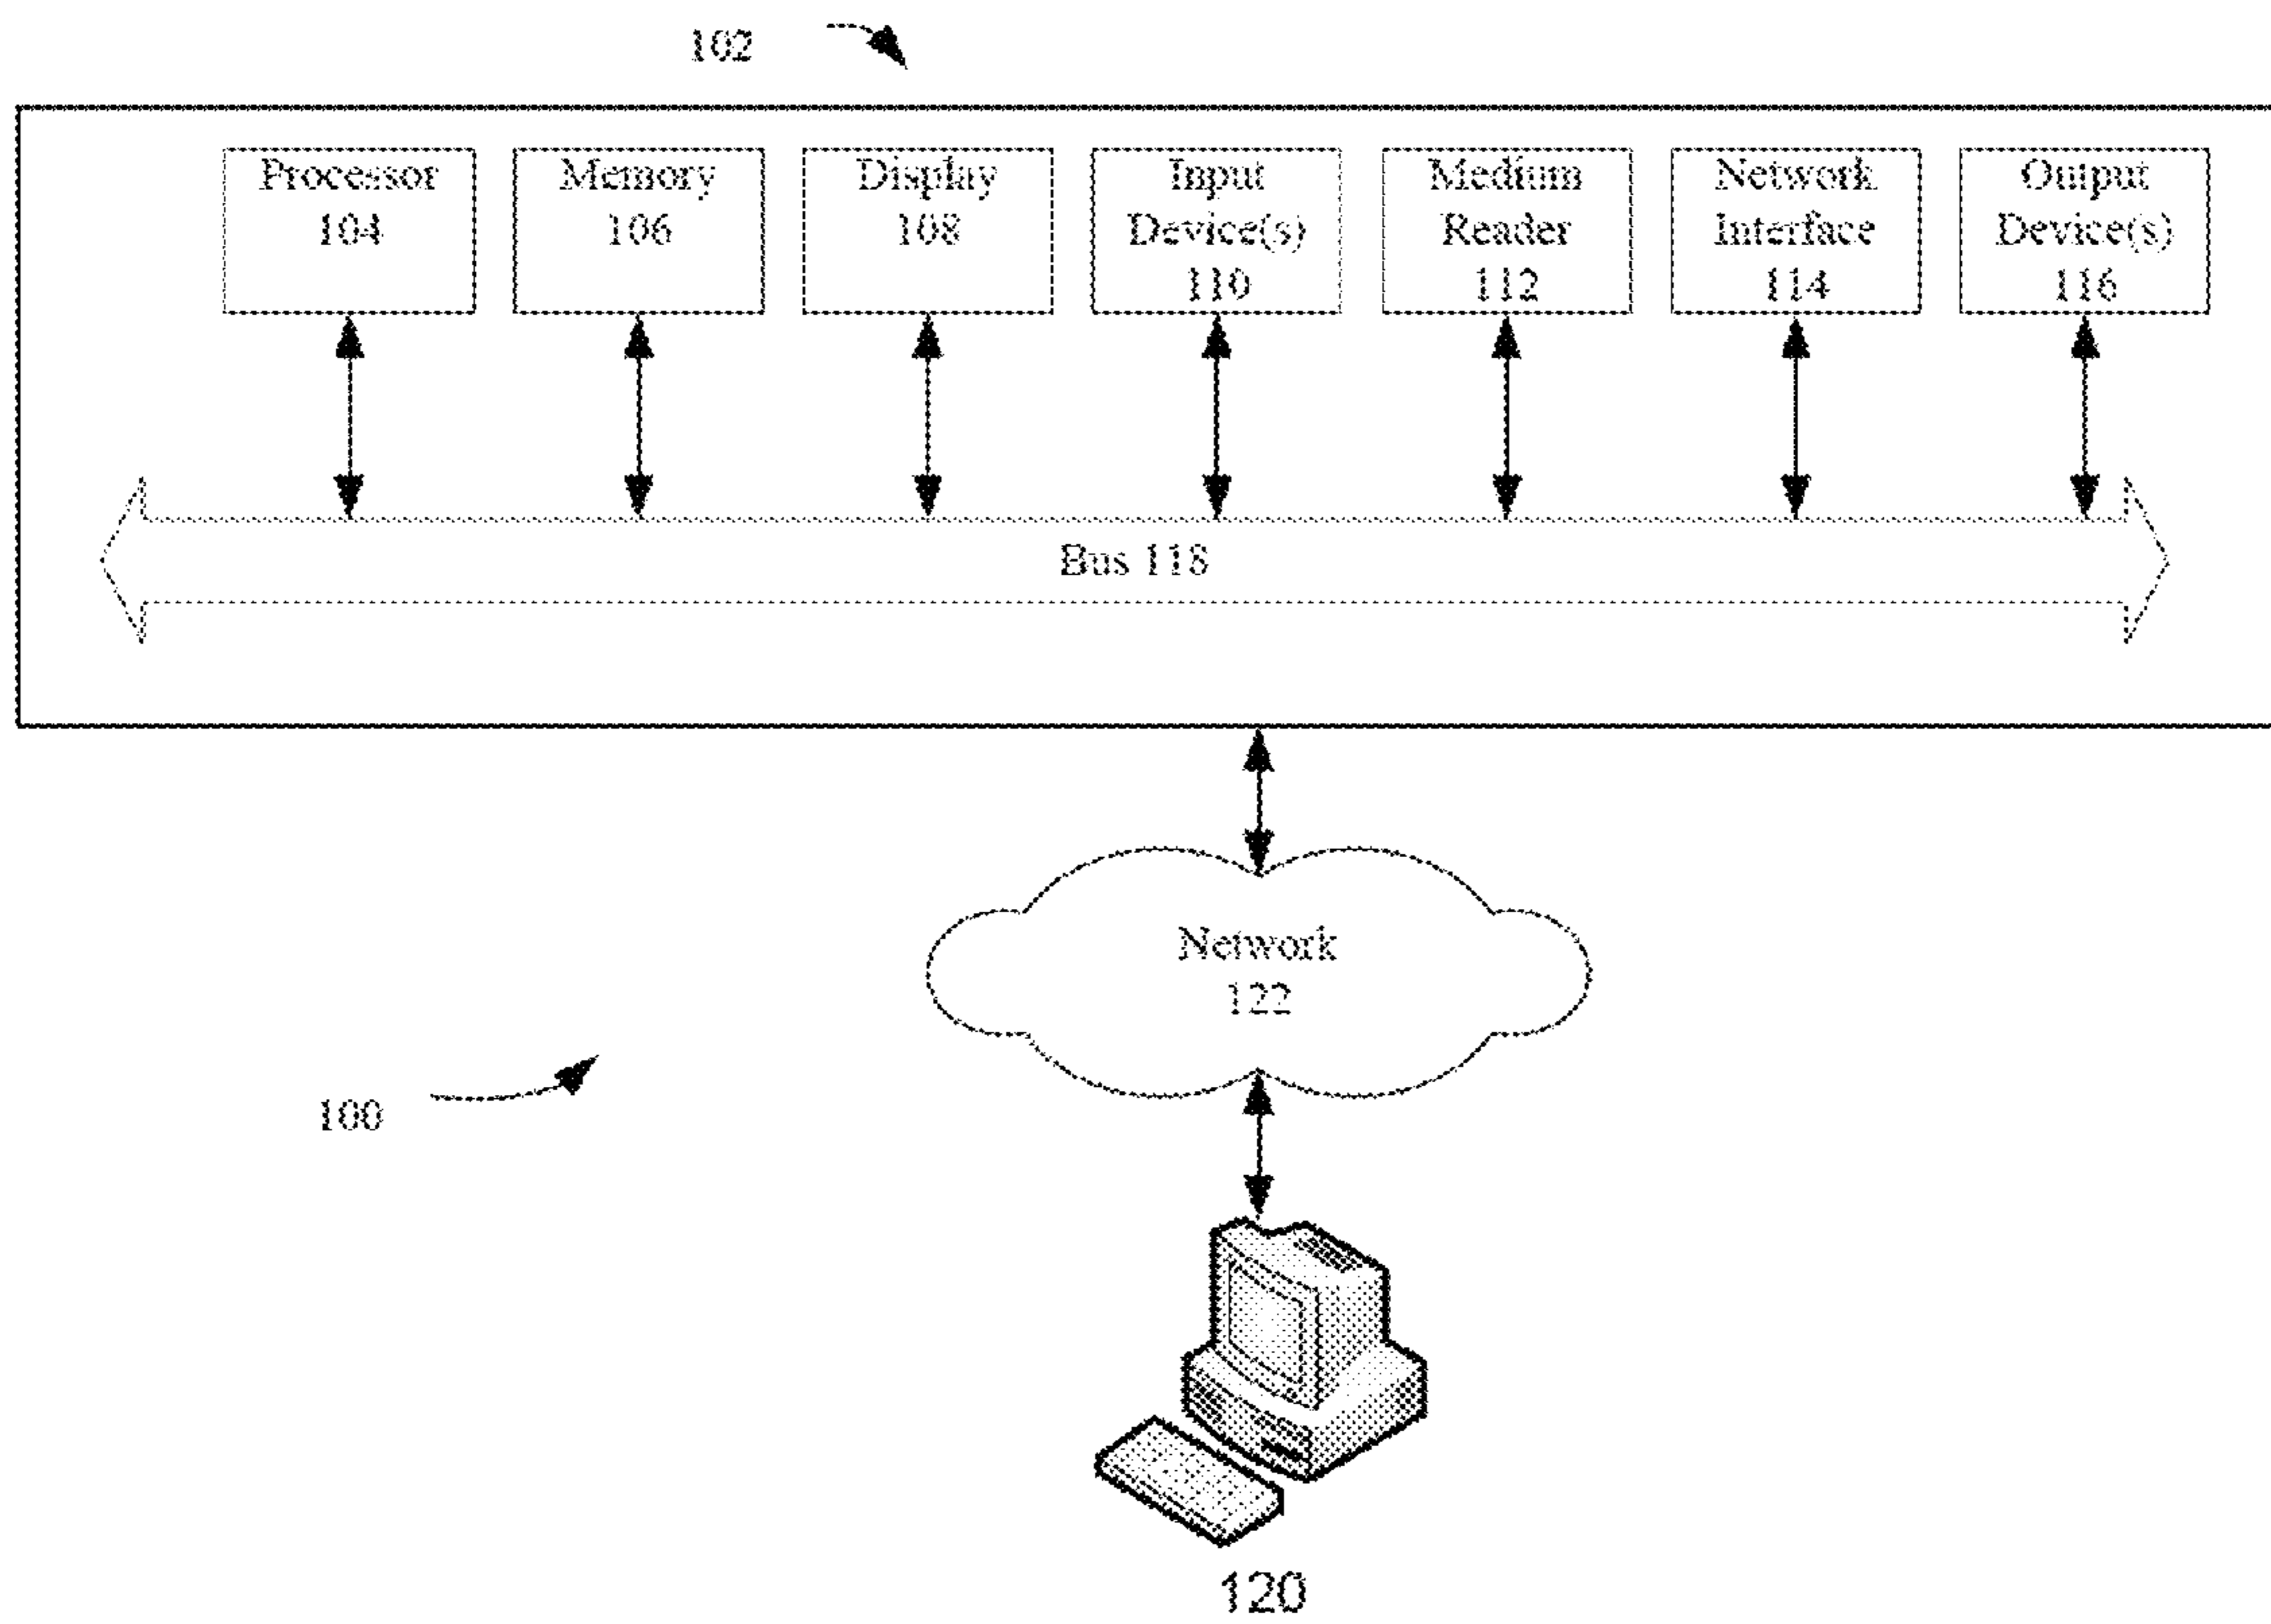 102
Processor
104
Memory
106
Display
108
Input
Device(s)
110
Medium
Reader
112
Network
Interface
114
Output
Device(s)
116
Bus 118
Network
122
100
120